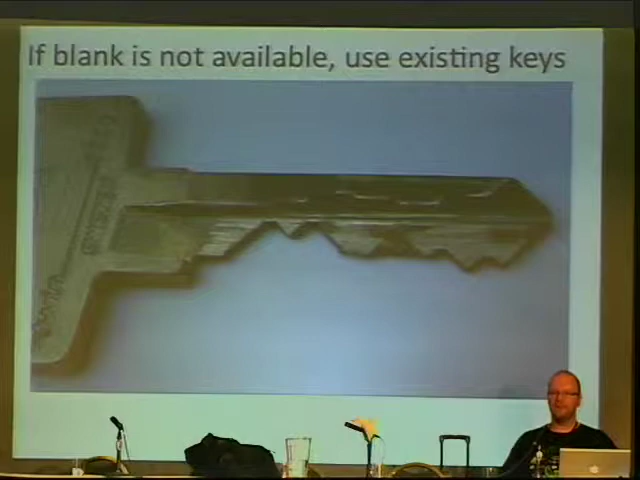 If blank is not available, use existing keys